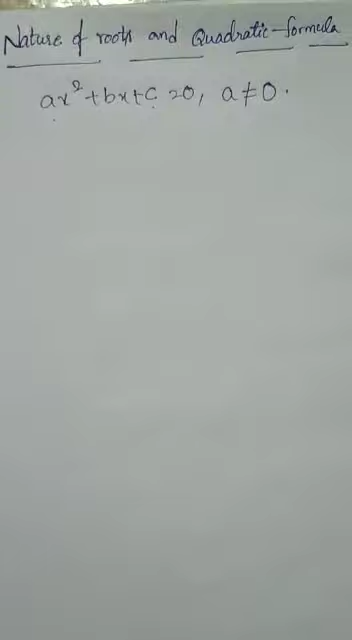 Nature of roots and Quadratic-formula
ax²+bx+c=0, a≠0.